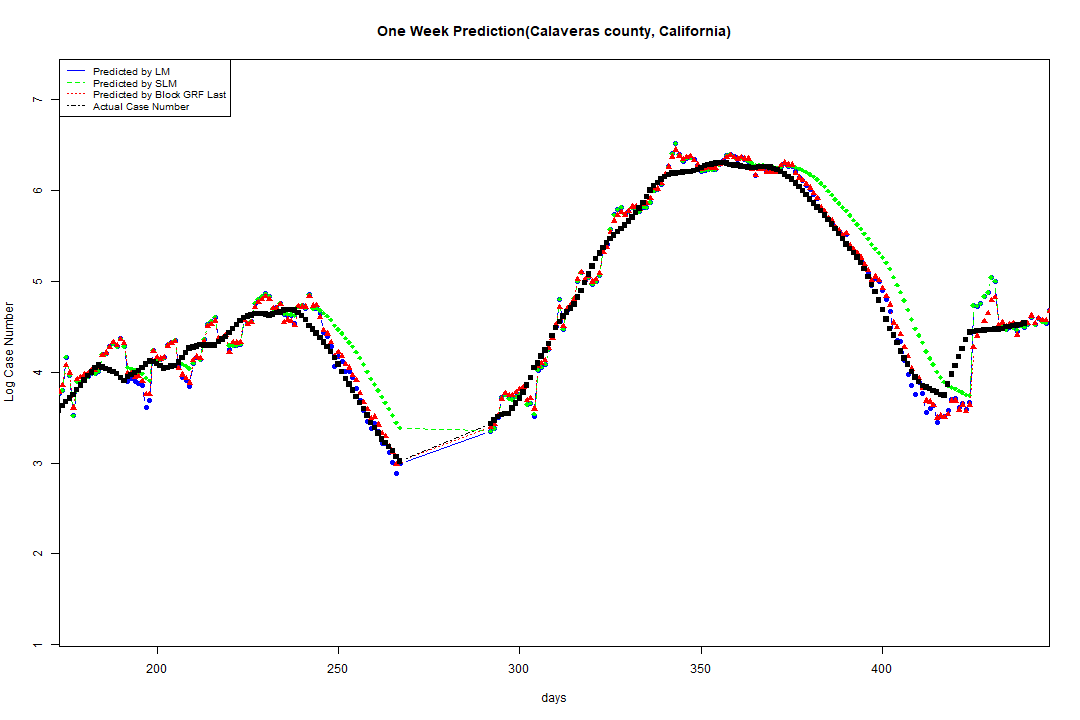 One Week Prediction(Calaveras county, California)
Predicted by LM
Predicted by SLM
Predicted by Block GRF Last
Actual Case Number
7
6
5
4
3
2
1
Log Case Number
200 250 300 350 400
days